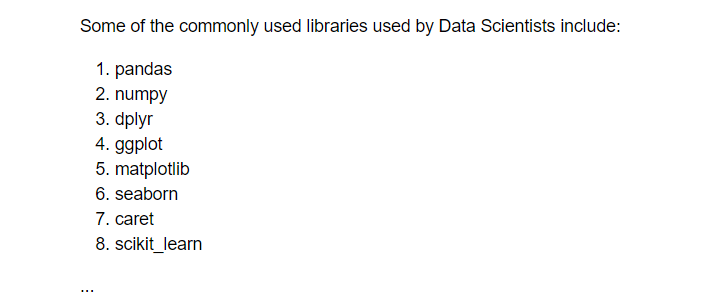 Some of the commonly used libraries used by Data Scientists include:
1. pandas
2. numpy
3. dplyr
4. ggplot
5. matplotlib
6. seaborn
7. caret
8. scikit_learn
...